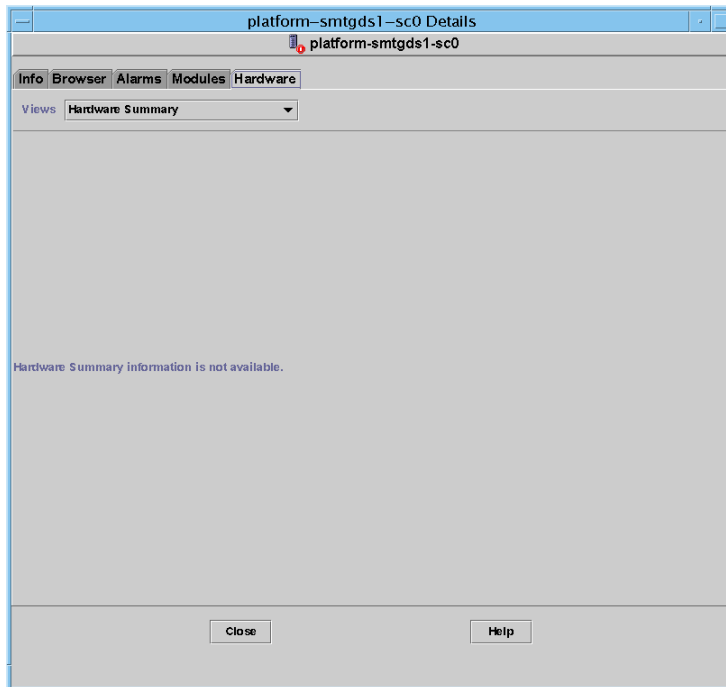 platform–smtgds1–sc0 Details
platform-smtgds1-sc0
Info Browser Alarms Modules Hardware
Views Hardware Summary
Hardware Summary information is not available.
Close Help